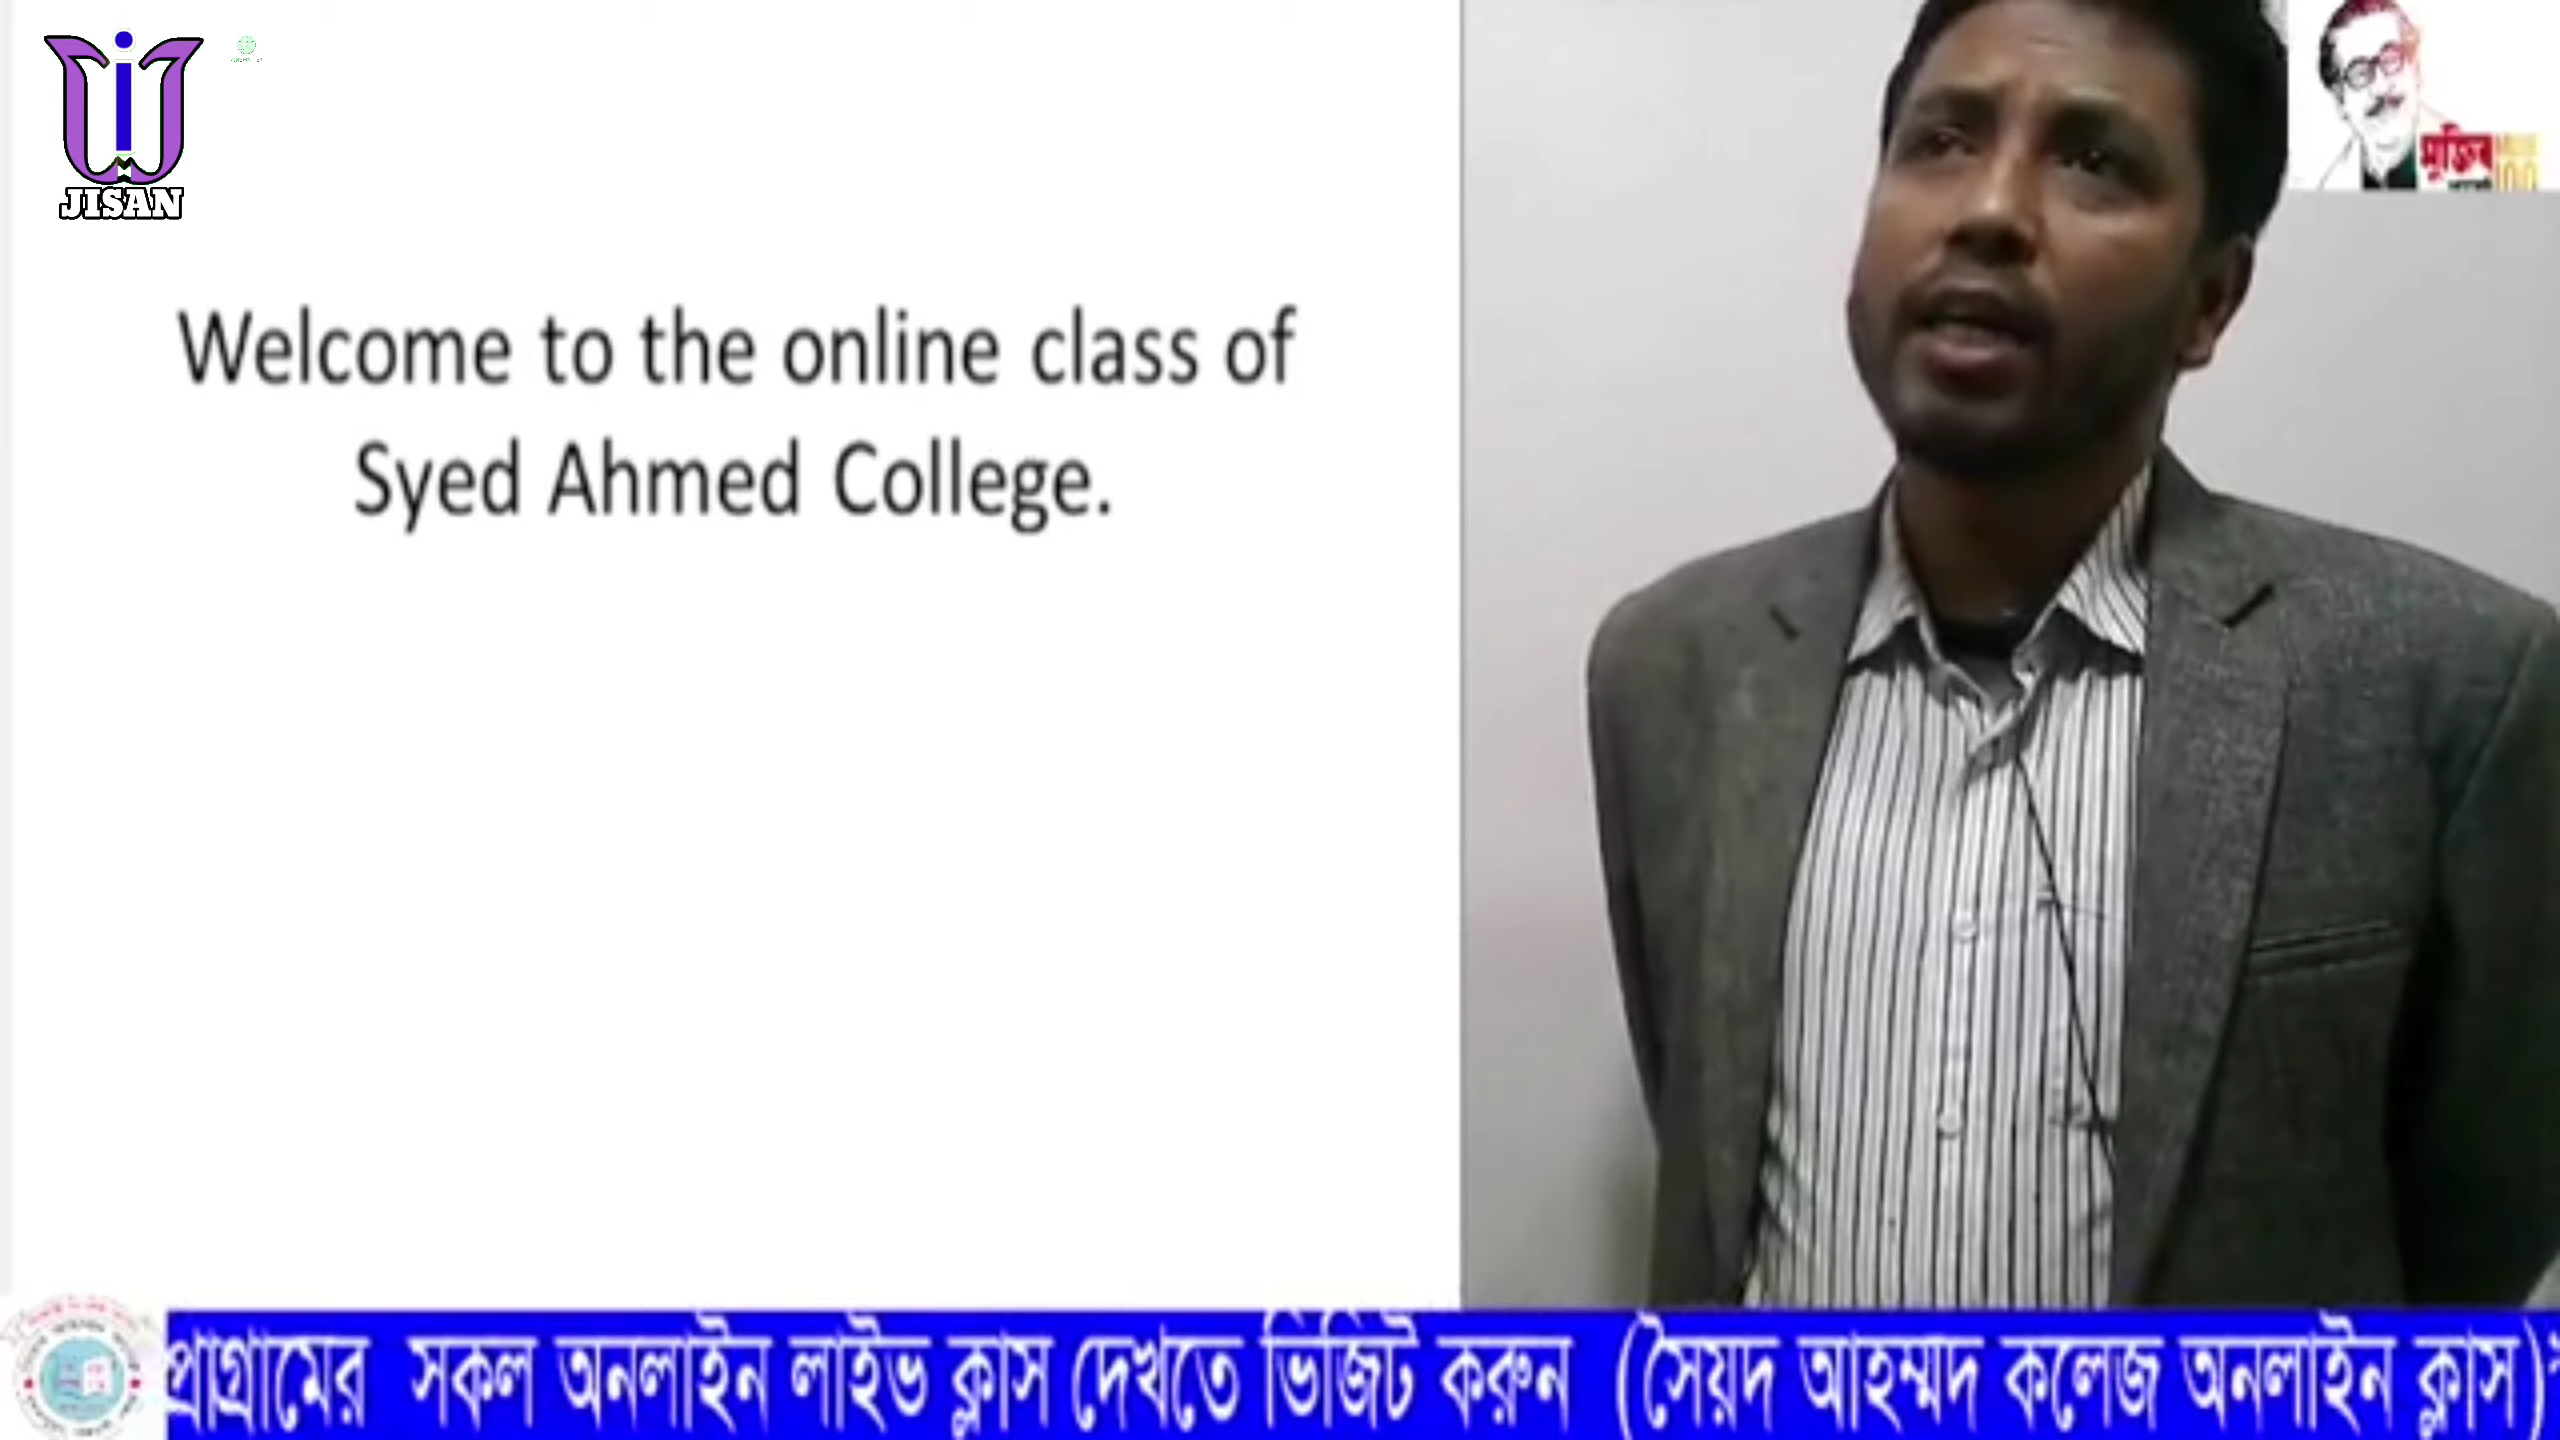 JISAN
Welcome to the online class of
Syed Ahmed College.
মুজিব
100
প্রোগ্রামের সকল অনলাইন লাইভ ক্লাস দেখতে ভিজিট করুন (সৈয়দ আহম্মদ কলেজ অনলাইন ক্লাস)